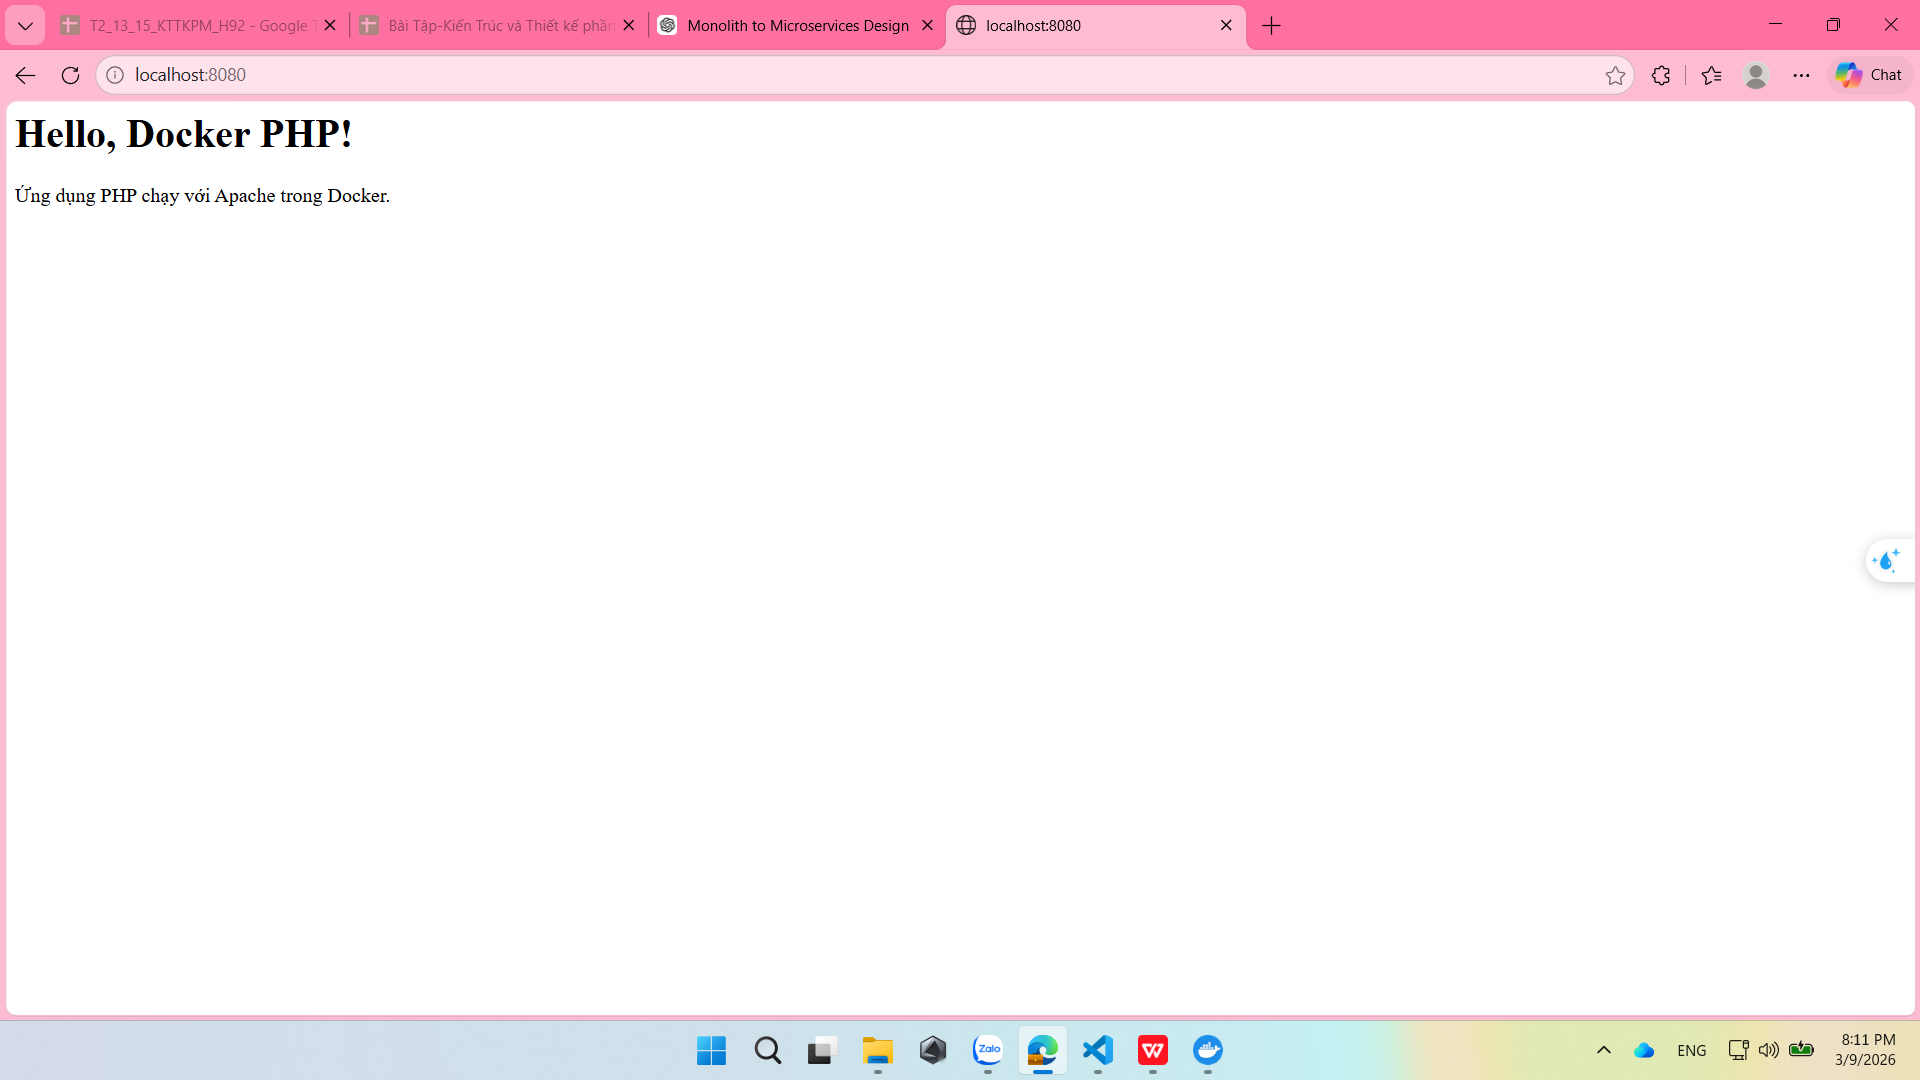 T2_13_15_KTTKPM_H92 - Google T
Bài Tập-Kiến Trúc và Thiết kế phần
Monolith to Microservices Design
localhost:8080
localhost:8080
Chat
Hello, Docker PHP!
Ứng dụng PHP chạy với Apache trong Docker.
Zalo
W
ENG
8:11 PM
3/9/2026